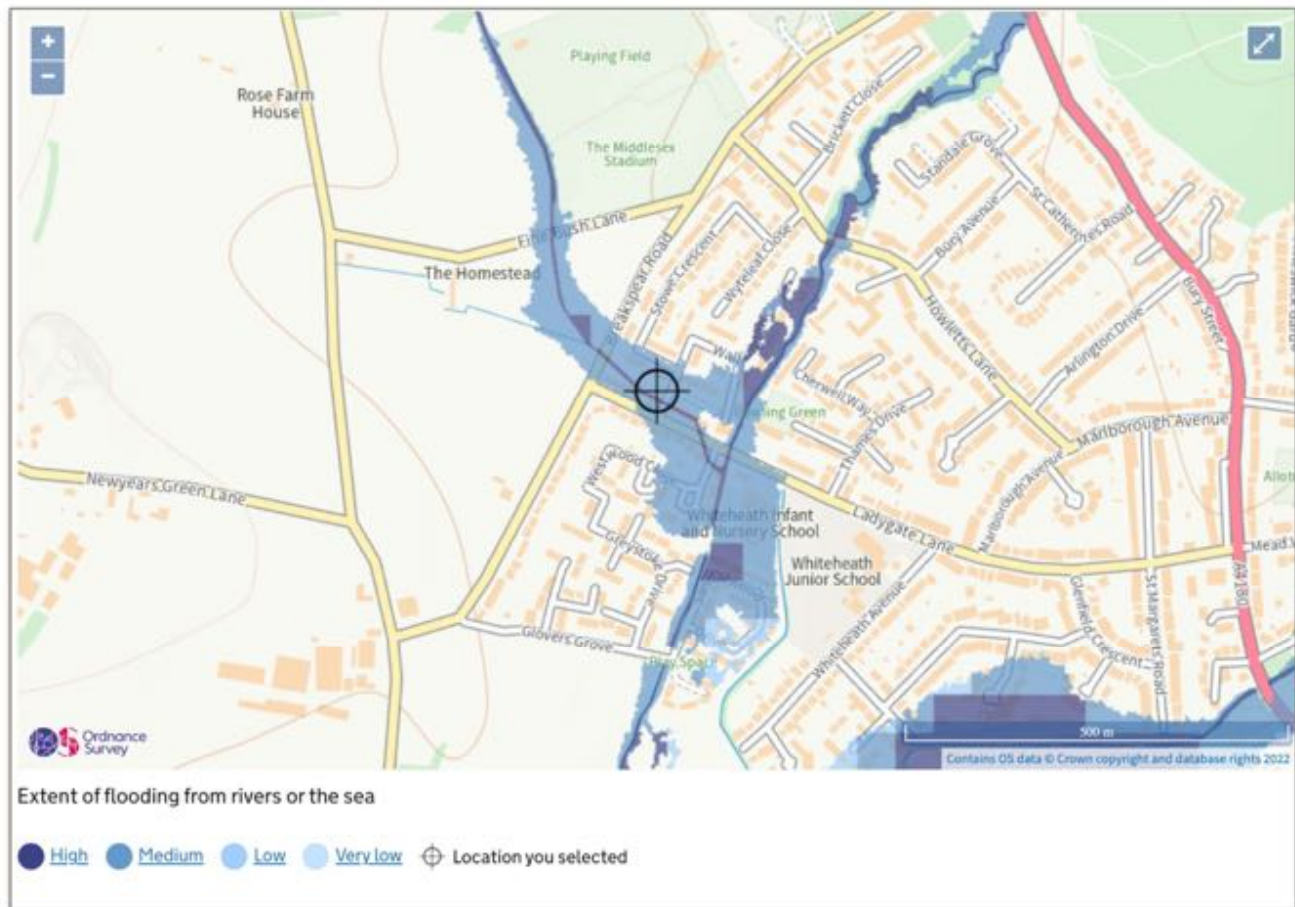 +
−
Playing Field
Rose Farm
House
The Middlesex
Stadium
Brickett Close
Standale Grove
St Catherines Road
Bury Avenue
Bury Street
Lane
The Homestead
Breakspear Road
Stowe Crescent
Wyteleaf Close
Howletts Lane
Arlington Drive
Cherwell Way
Thames Drive
Marlborough Avenue
Marlborough Avenue
Newyears Green Lane
Whiteheath Infant
and Nursery School
Ladygate Lane
Greystoke Drive
Whiteheath
Junior School
A4180
Glovers Grove
Whiteheath Avenue
Glenfield Crescent
St Margarets Road
Ordnance
Survey
500 m
Contains OS data © Crown copyright and database rights 2022
Extent of flooding from rivers or the sea
High Medium Low Very low Location you selected